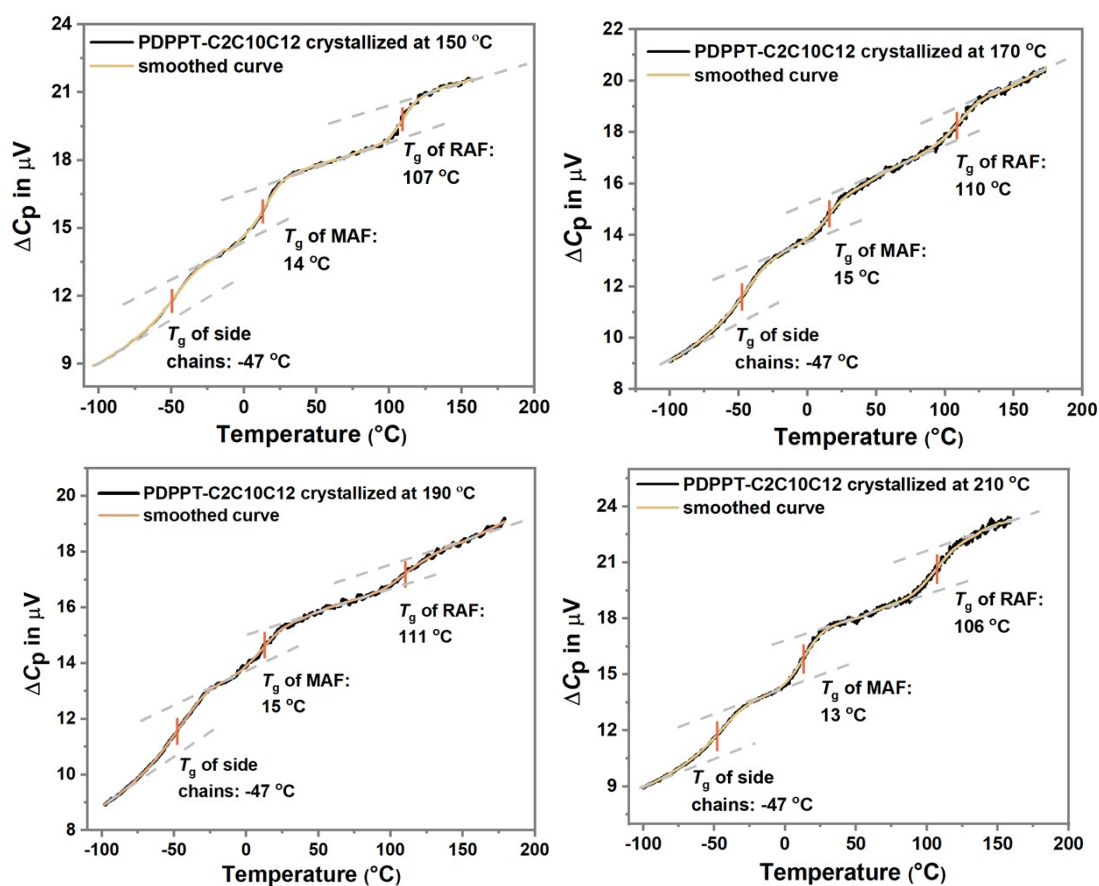 PDPPT-C2C10C12 crystallized at 150 °C
smoothed curve
T_g of RAF:
107 °C
T_g of MAF:
14 °C
T_g of side
chains: -47 °C
ΔCp in μV
24
21
18
15
12
9
-100 -50 0 50 100 150 200
Temperature (°C)
PDPPT-C2C10C12 crystallized at 170 °C
smoothed curve
T_g of RAF:
110 °C
T_g of MAF:
15 °C
T_g of side
chains: -47 °C
ΔCp in μV
22
20
18
16
14
12
10
8
-100 -50 0 50 100 150 200
Temperature (°C)
PDPPT-C2C10C12 crystallized at 190 °C
smoothed curve
T_g of RAF:
111 °C
T_g of MAF:
15 °C
T_g of side
chains: -47 °C
ΔCp in μV
20
18
16
14
12
10
8
-100 -50 0 50 100 150 200
Temperature (°C)
PDPPT-C2C10C12 crystallized at 210 °C
smoothed curve
T_g of RAF:
106 °C
T_g of MAF:
13 °C
T_g of side
chains: -47 °C
ΔCp in μV
24
21
18
15
12
9
-100 -50 0 50 100 150 200
Temperature (°C)